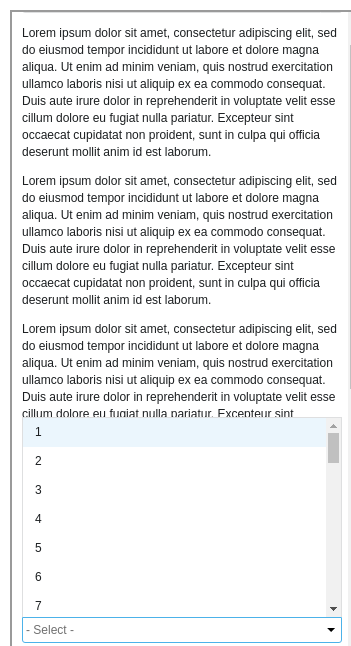 Lorem ipsum dolor sit amet, consectetur adipiscing elit, sed
do eiusmod tempor incididunt ut labore et dolore magna
aliqua. Ut enim ad minim veniam, quis nostrud exercitation
ullamco laboris nisi ut aliquip ex ea commodo consequat.
Duis aute irure dolor in reprehenderit in voluptate velit esse
cillum dolore eu fugiat nulla pariatur. Excepteur sint
occaecat cupidatat non proident, sunt in culpa qui officia
deserunt mollit anim id est laborum.
Lorem ipsum dolor sit amet, consectetur adipiscing elit, sed
do eiusmod tempor incididunt ut labore et dolore magna
aliqua. Ut enim ad minim veniam, quis nostrud exercitation
ullamco laboris nisi ut aliquip ex ea commodo consequat.
Duis aute irure dolor in reprehenderit in voluptate velit esse
cillum dolore eu fugiat nulla pariatur. Excepteur sint
occaecat cupidatat non proident, sunt in culpa qui officia
deserunt mollit anim id est laborum.
Lorem ipsum dolor sit amet, consectetur adipiscing elit, sed
do eiusmod tempor incididunt ut labore et dolore magna
aliqua. Ut enim ad minim veniam, quis nostrud exercitation
ullamco laboris nisi ut aliquip ex ea commodo consequat.
Duis aute irure dolor in reprehenderit in voluptate velit esse
cillum dolore eu fugiat nulla pariatur. Excepteur sint
1
2
3
4
5
6
7
- Select -